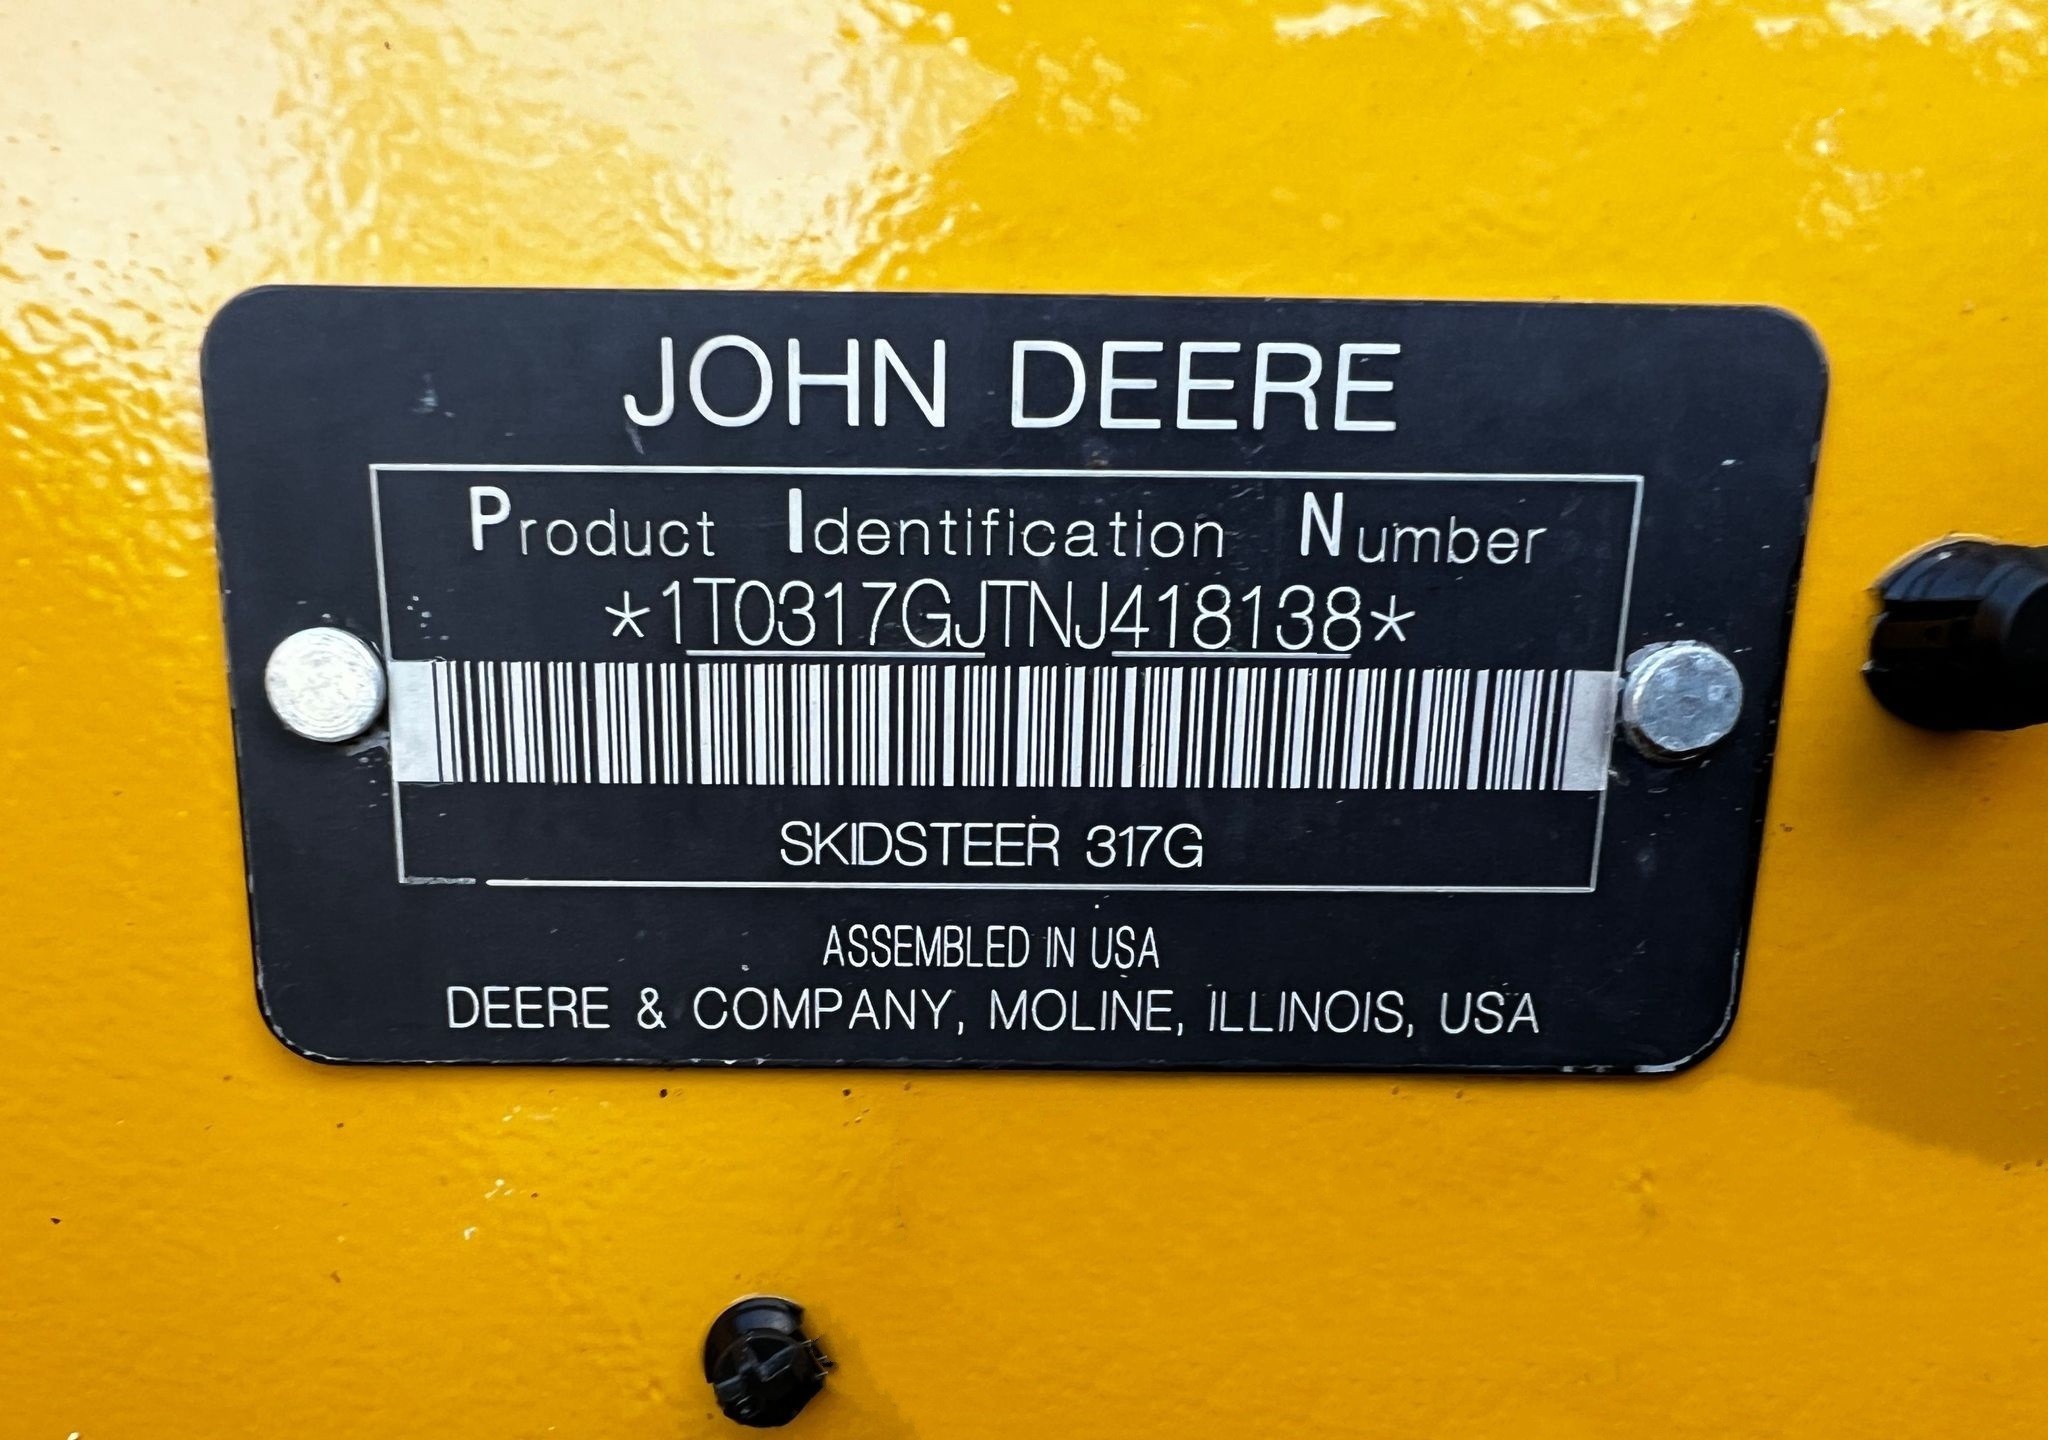 JOHN DEERE
Product Identification Number
*1T0317GJTNJ418138*
SKIDSTEER 317G
ASSEMBLED IN USA
DEERE & COMPANY, MOLINE, ILLINOIS, USA